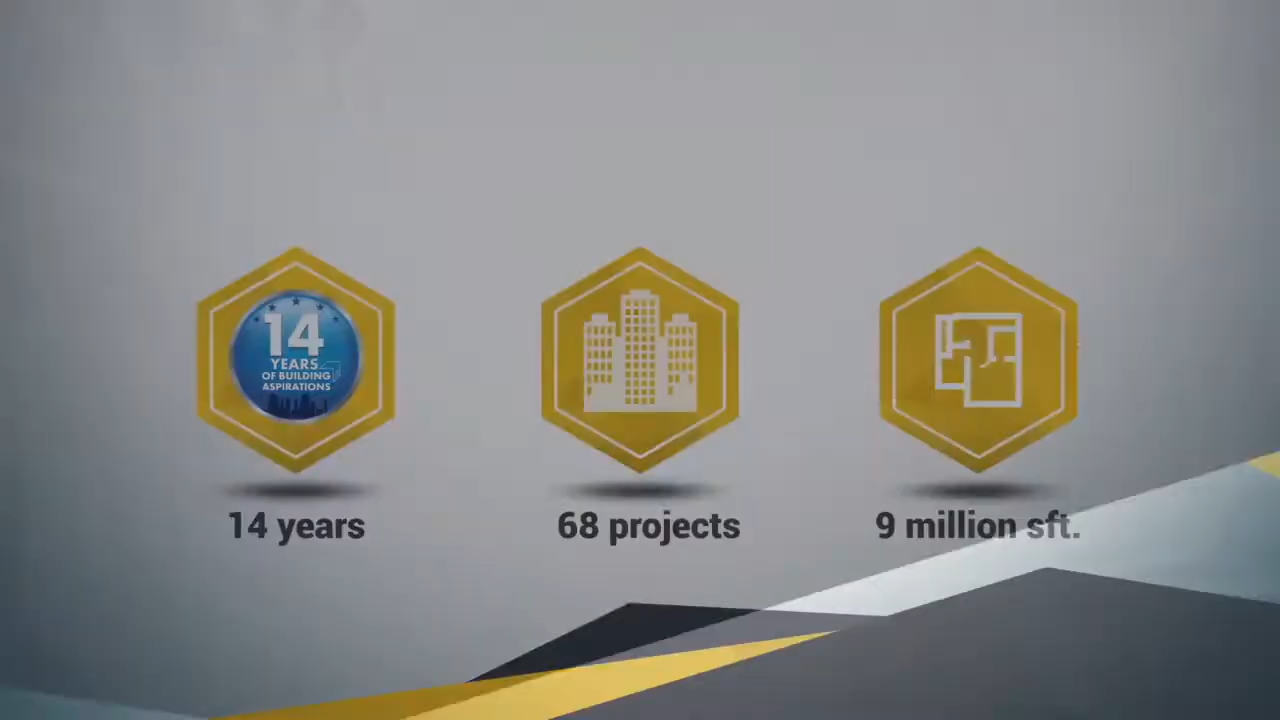 14
YEARS
OF BUILDING
ASPIRATIONS
14 years
68 projects
9 million sft.